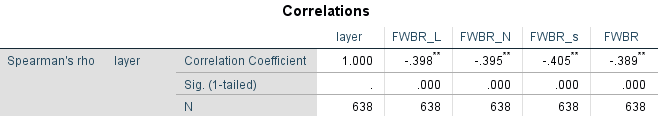 Correlations
layer FWBR_L FWBR_N FWBR_s FWBR
Spearman's rho layer Correlation Coefficient 1.000 -.398** -.395** -.405** -.389**
Sig. (1-tailed) . .000 .000 .000 .000
N 638 638 638 638 638